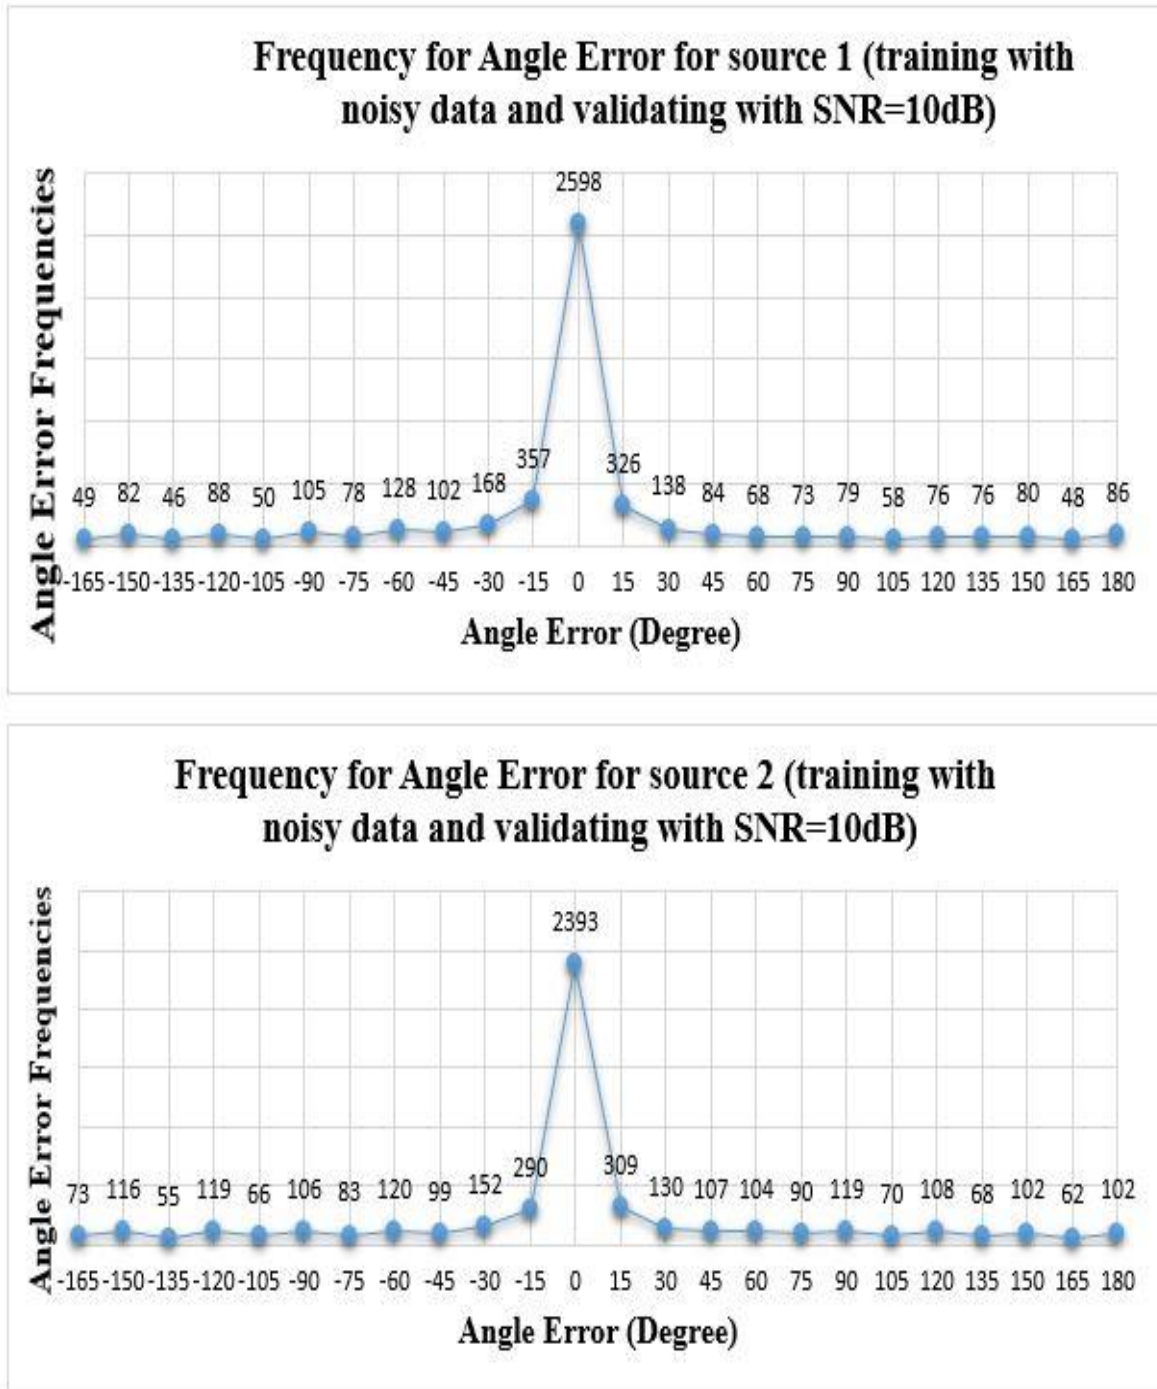 Frequency for Angle Error for source 1 (training with
noisy data and validating with SNR=10dB)
Angle Error Frequencies
2598
49 82 46 88 50 105 78 128 102 168 357 326 138 84 68 73 79 58 76 76 80 48 86
-165 -150 -135 -120 -105 -90 -75 -60 -45 -30 -15 0 15 30 45 60 75 90 105 120 135 150 165 180
Angle Error (Degree)
Frequency for Angle Error for source 2 (training with
noisy data and validating with SNR=10dB)
Angle Error Frequencies
2393
73 116 55 119 66 106 83 120 99 152 290 309 130 107 104 90 119 70 108 68 102 62 102
-165 -150 -135 -120 -105 -90 -75 -60 -45 -30 -15 0 15 30 45 60 75 90 105 120 135 150 165 180
Angle Error (Degree)